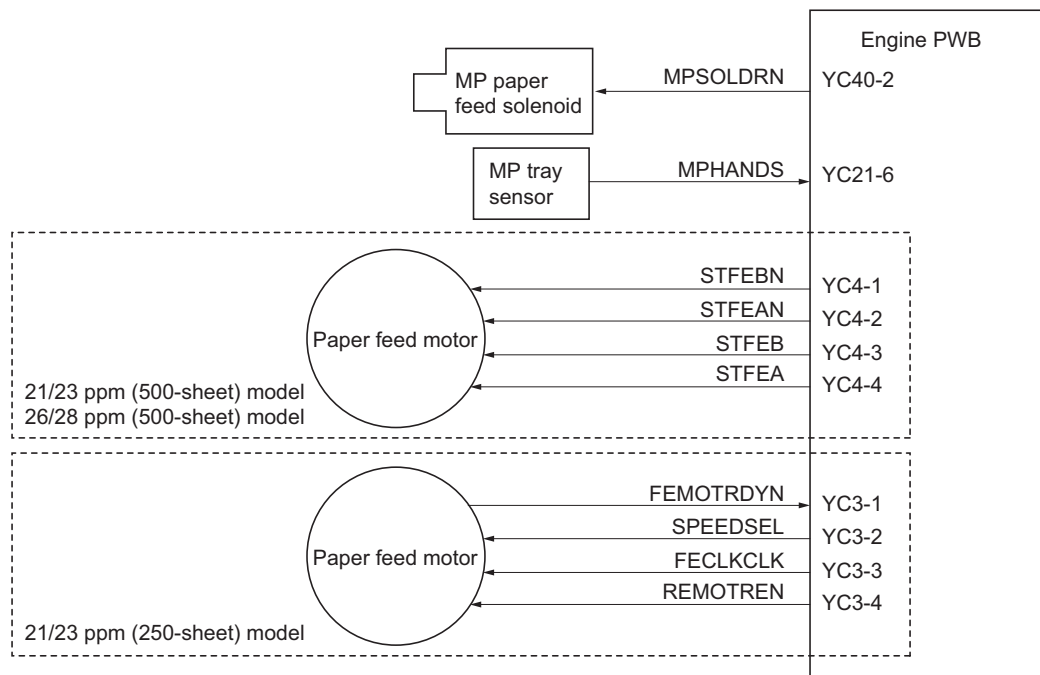 Engine PWB
MP paper
feed solenoid
MPSOLDRN
YC40-2
MP tray
sensor
MPHANDS
YC21-6
Paper feed motor
STFEBN
YC4-1
STFEAN
YC4-2
STFEB
YC4-3
STFEA
YC4-4
21/23 ppm (500-sheet) model
26/28 ppm (500-sheet) model
Paper feed motor
FEMOTRDYN
YC3-1
SPEEDSEL
YC3-2
FECLKCLK
YC3-3
REMOTREN
YC3-4
21/23 ppm (250-sheet) model